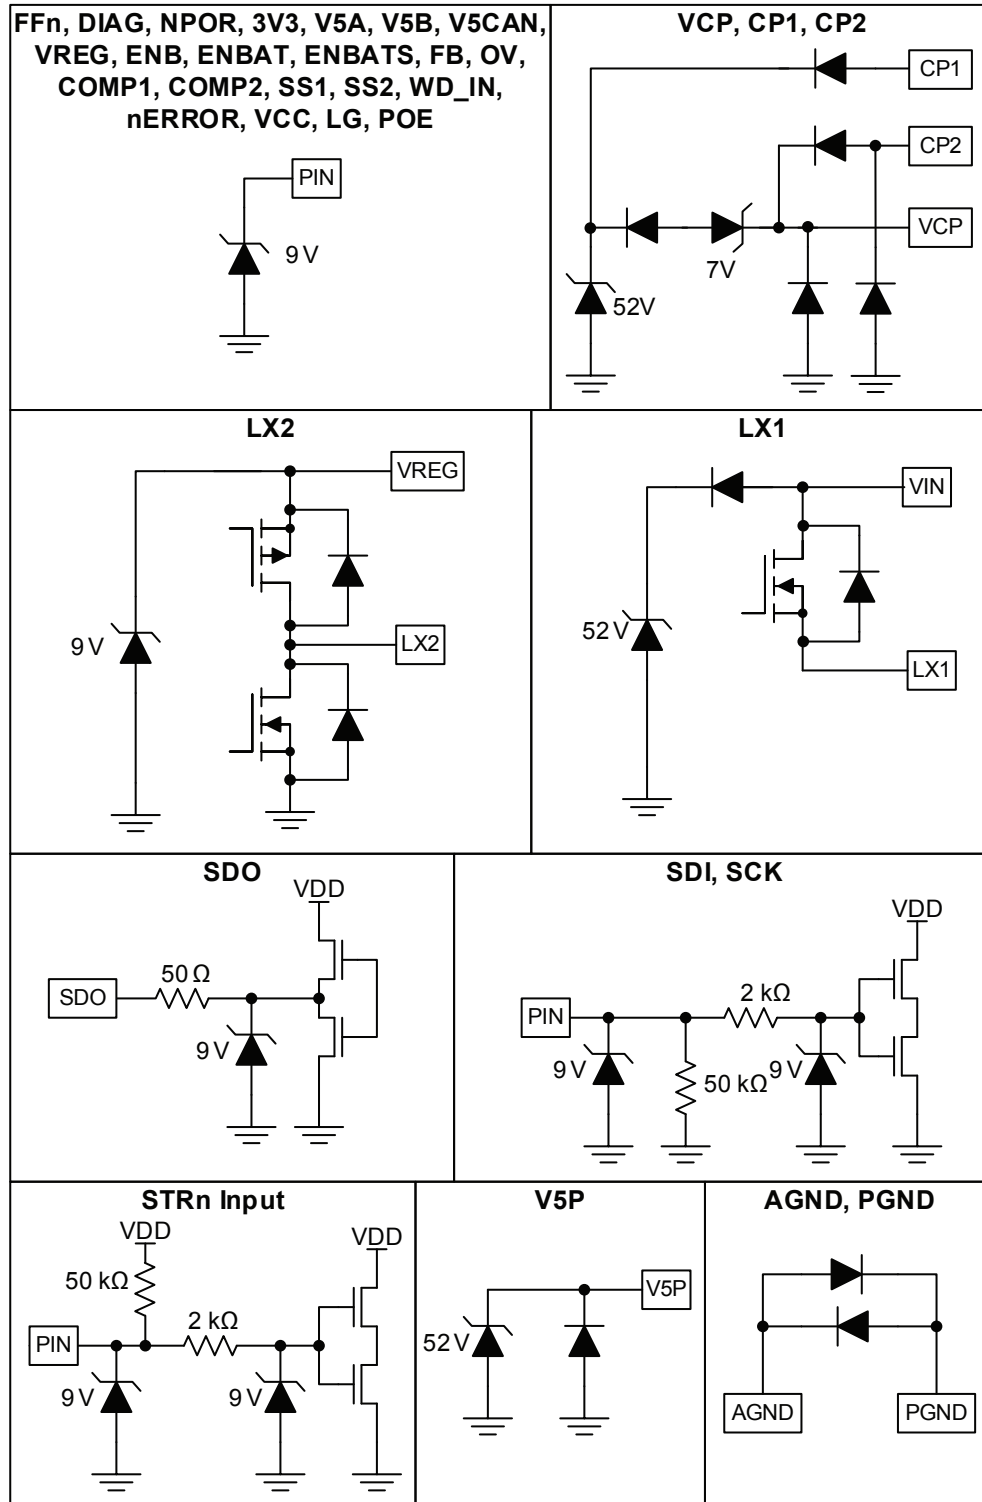 FFn, DIAG, NPOR, 3V3, V5A, V5B, V5CAN,
VREG, ENB, ENBAT, ENBATS, FB, OV,
COMP1, COMP2, SS1, SS2, WD_IN,
nERROR, VCC, LG, POE
PIN
9 V
VCP, CP1, CP2
CP1
CP2
VCP
7V
52V
LX2
VREG
9 V
LX2
LX1
VIN
52 V
LX1
SDO
VDD
50 Ω
SDO
9 V
SDI, SCK
VDD
2 kΩ
PIN
9 V
50 kΩ
9 V
STRn Input
VDD
VDD
50 kΩ
2 kΩ
PIN
9 V
9 V
V5P
V5P
52 V
AGND, PGND
AGND
PGND